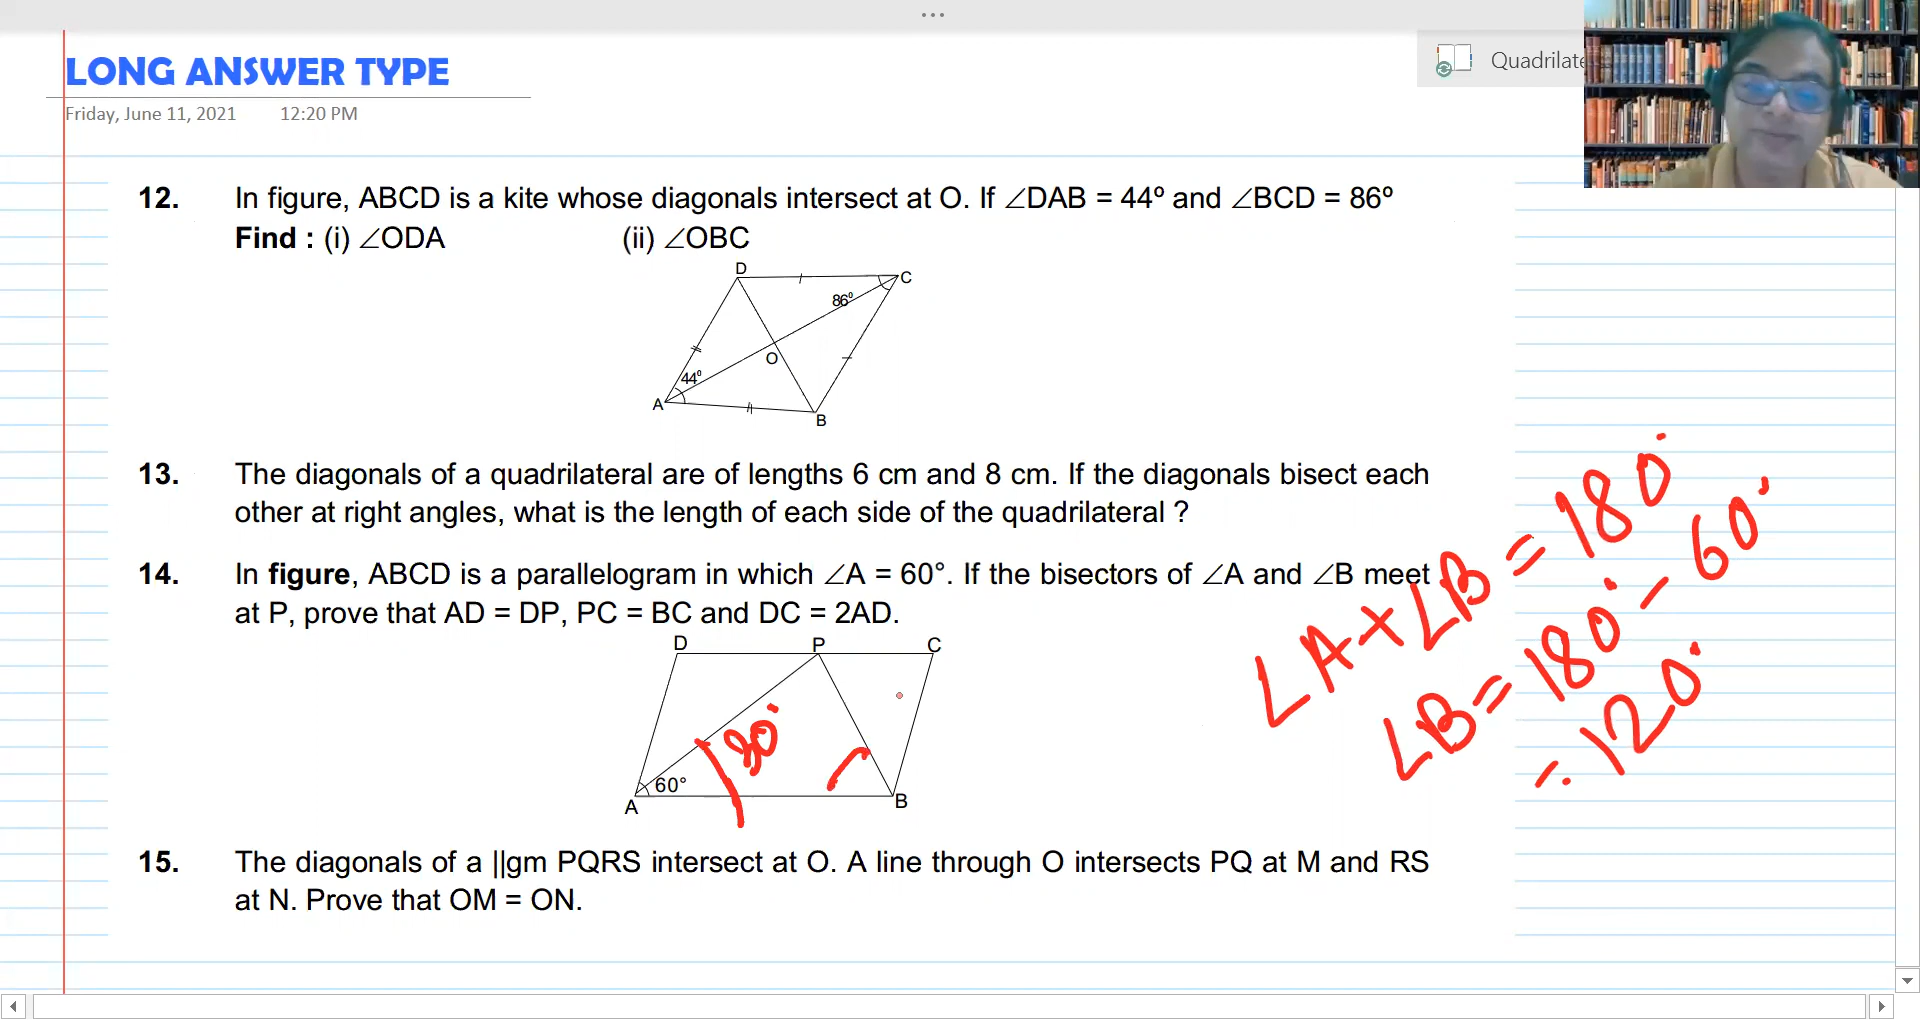 ...
LONG ANSWER TYPE
Quadrilate
Friday, June 11, 2021 12:20 PM
12. In figure, ABCD is a kite whose diagonals intersect at O. If ∠DAB = 44º and ∠BCD = 86º
Find : (i) ∠ODA (ii) ∠OBC
D
C
86º
O
44º
A
B
13. The diagonals of a quadrilateral are of lengths 6 cm and 8 cm. If the diagonals bisect each
other at right angles, what is the length of each side of the quadrilateral ?
14. In figure, ABCD is a parallelogram in which ∠A = 60°. If the bisectors of ∠A and ∠B meet
at P, prove that AD = DP, PC = BC and DC = 2AD.
D P C
30°
60°
A B
∠A+∠B=180°
∠B=180°-60°
=120°
15. The diagonals of a ||gm PQRS intersect at O. A line through O intersects PQ at M and RS
at N. Prove that OM = ON.